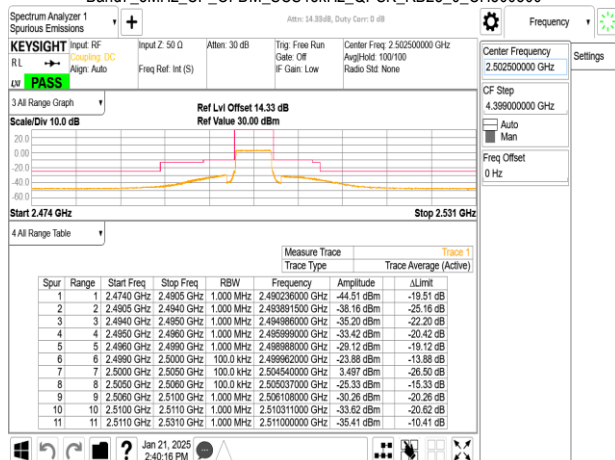 Spectrum Analyzer 1
Spurious Emissions
Attn: 14.33dB, Duty Corr: 0 dB
Frequency
KEYSIGHT Input: RF Input Z: 50 Ω Atten: 30 dB Trig: Free Run Center Freq: 2.502500000 GHz
RL Coupling: DC Gate: Off Avg|Hold: 100/100
Align: Auto Freq Ref: Int (S) IF Gain: Low Radio Std: None
PASS
Center Frequency
2.502500000 GHz
Settings
CF Step
4.399000000 GHz
Auto
Man
Freq Offset
0 Hz
3 All Range Graph
Ref Lvl Offset 14.33 dB
Scale/Div 10.0 dB Ref Value 30.00 dBm
20.0
0.00
-20.0
-40.0
-60.0
Start 2.474 GHz Stop 2.531 GHz
4 All Range Table
Measure Trace Trace 1
Trace Type Trace Average (Active)
Spur Range Start Freq Stop Freq RBW Frequency Amplitude ΔLimit
1 1 2.4740 GHz 2.4905 GHz 1.000 MHz 2.490236000 GHz -44.51 dBm -19.51 dB
2 2 2.4905 GHz 2.4940 GHz 1.000 MHz 2.493891500 GHz -38.16 dBm -25.16 dB
3 3 2.4940 GHz 2.4950 GHz 1.000 MHz 2.494986000 GHz -35.20 dBm -22.20 dB
4 4 2.4950 GHz 2.4960 GHz 1.000 MHz 2.495999000 GHz -33.42 dBm -20.42 dB
5 5 2.4960 GHz 2.4990 GHz 1.000 MHz 2.498988000 GHz -29.12 dBm -19.12 dB
6 6 2.4990 GHz 2.5000 GHz 100.0 kHz 2.499962000 GHz -23.88 dBm -13.88 dB
7 7 2.5000 GHz 2.5050 GHz 100.0 kHz 2.504540000 GHz 3.497 dBm -26.50 dB
8 8 2.5050 GHz 2.5060 GHz 100.0 kHz 2.505037000 GHz -25.33 dBm -15.33 dB
9 9 2.5060 GHz 2.5100 GHz 1.000 MHz 2.506108000 GHz -30.26 dBm -20.26 dB
10 10 2.5100 GHz 2.5110 GHz 1.000 MHz 2.510311000 GHz -33.62 dBm -20.62 dB
11 11 2.5110 GHz 2.5310 GHz 1.000 MHz 2.511000000 GHz -35.41 dBm -10.41 dB
Jan 21, 2025
2:40:16 PM